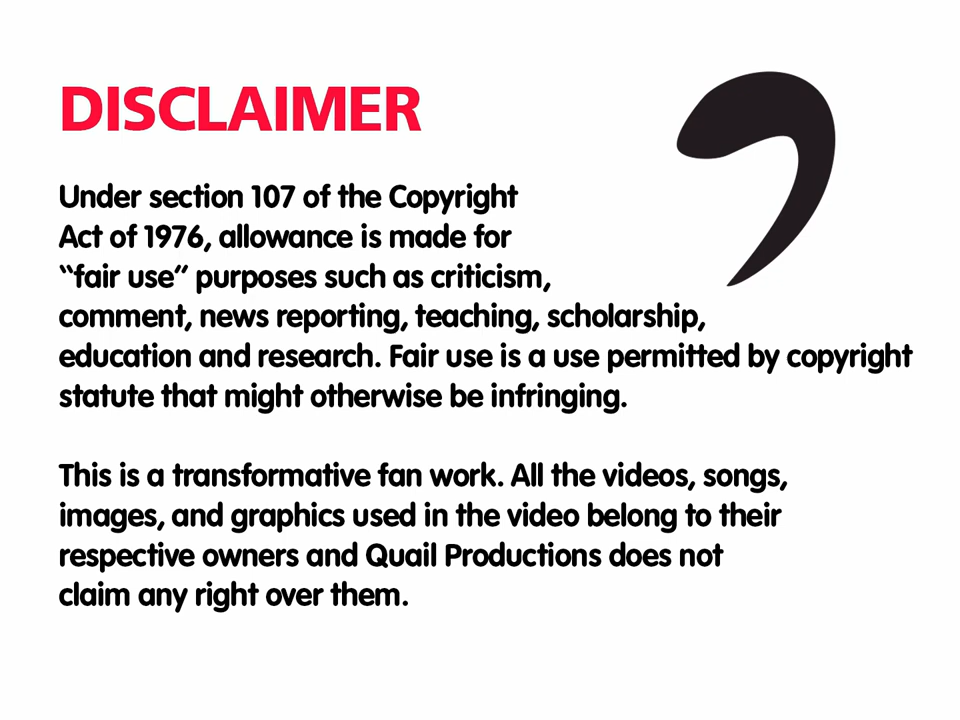 DISCLAIMER
Under section 107 of the Copyright
Act of 1976, allowance is made for
“fair use” purposes such as criticism,
comment, news reporting, teaching, scholarship,
education and research. Fair use is a use permitted by copyright
statute that might otherwise be infringing.
This is a transformative fan work. All the videos, songs,
images, and graphics used in the video belong to their
respective owners and Quail Productions does not
claim any right over them.